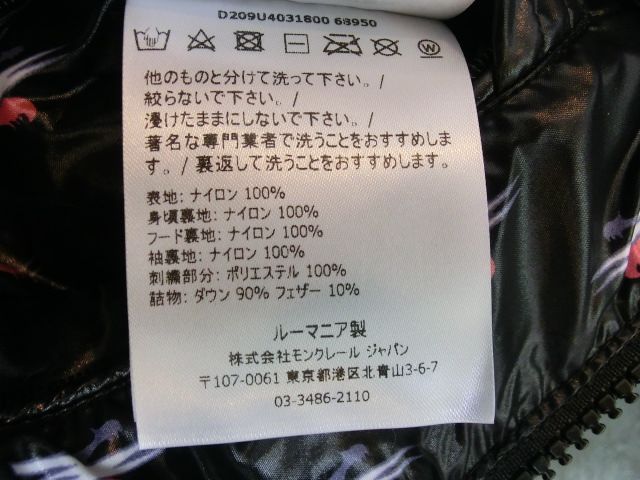 D209U4031800 68950
他のものと分けて洗って下さい。/
絞らないで下さい。/
浸けたままにしないで下さい。/
著名な専門業者で洗うことをおすすめしま
す。/ 裏返して洗うことをおすすめします。
表地: ナイロン 100%
身頃裏地: ナイロン 100%
フード裏地: ナイロン 100%
袖裏地: ナイロン 100%
刺繍部分: ポリエステル 100%
詰物: ダウン 90% フェザー 10%
ルーマニア製
株式会社モンクレール ジャパン
〒107-0061 東京都港区北青山3-6-7
03-3486-2110